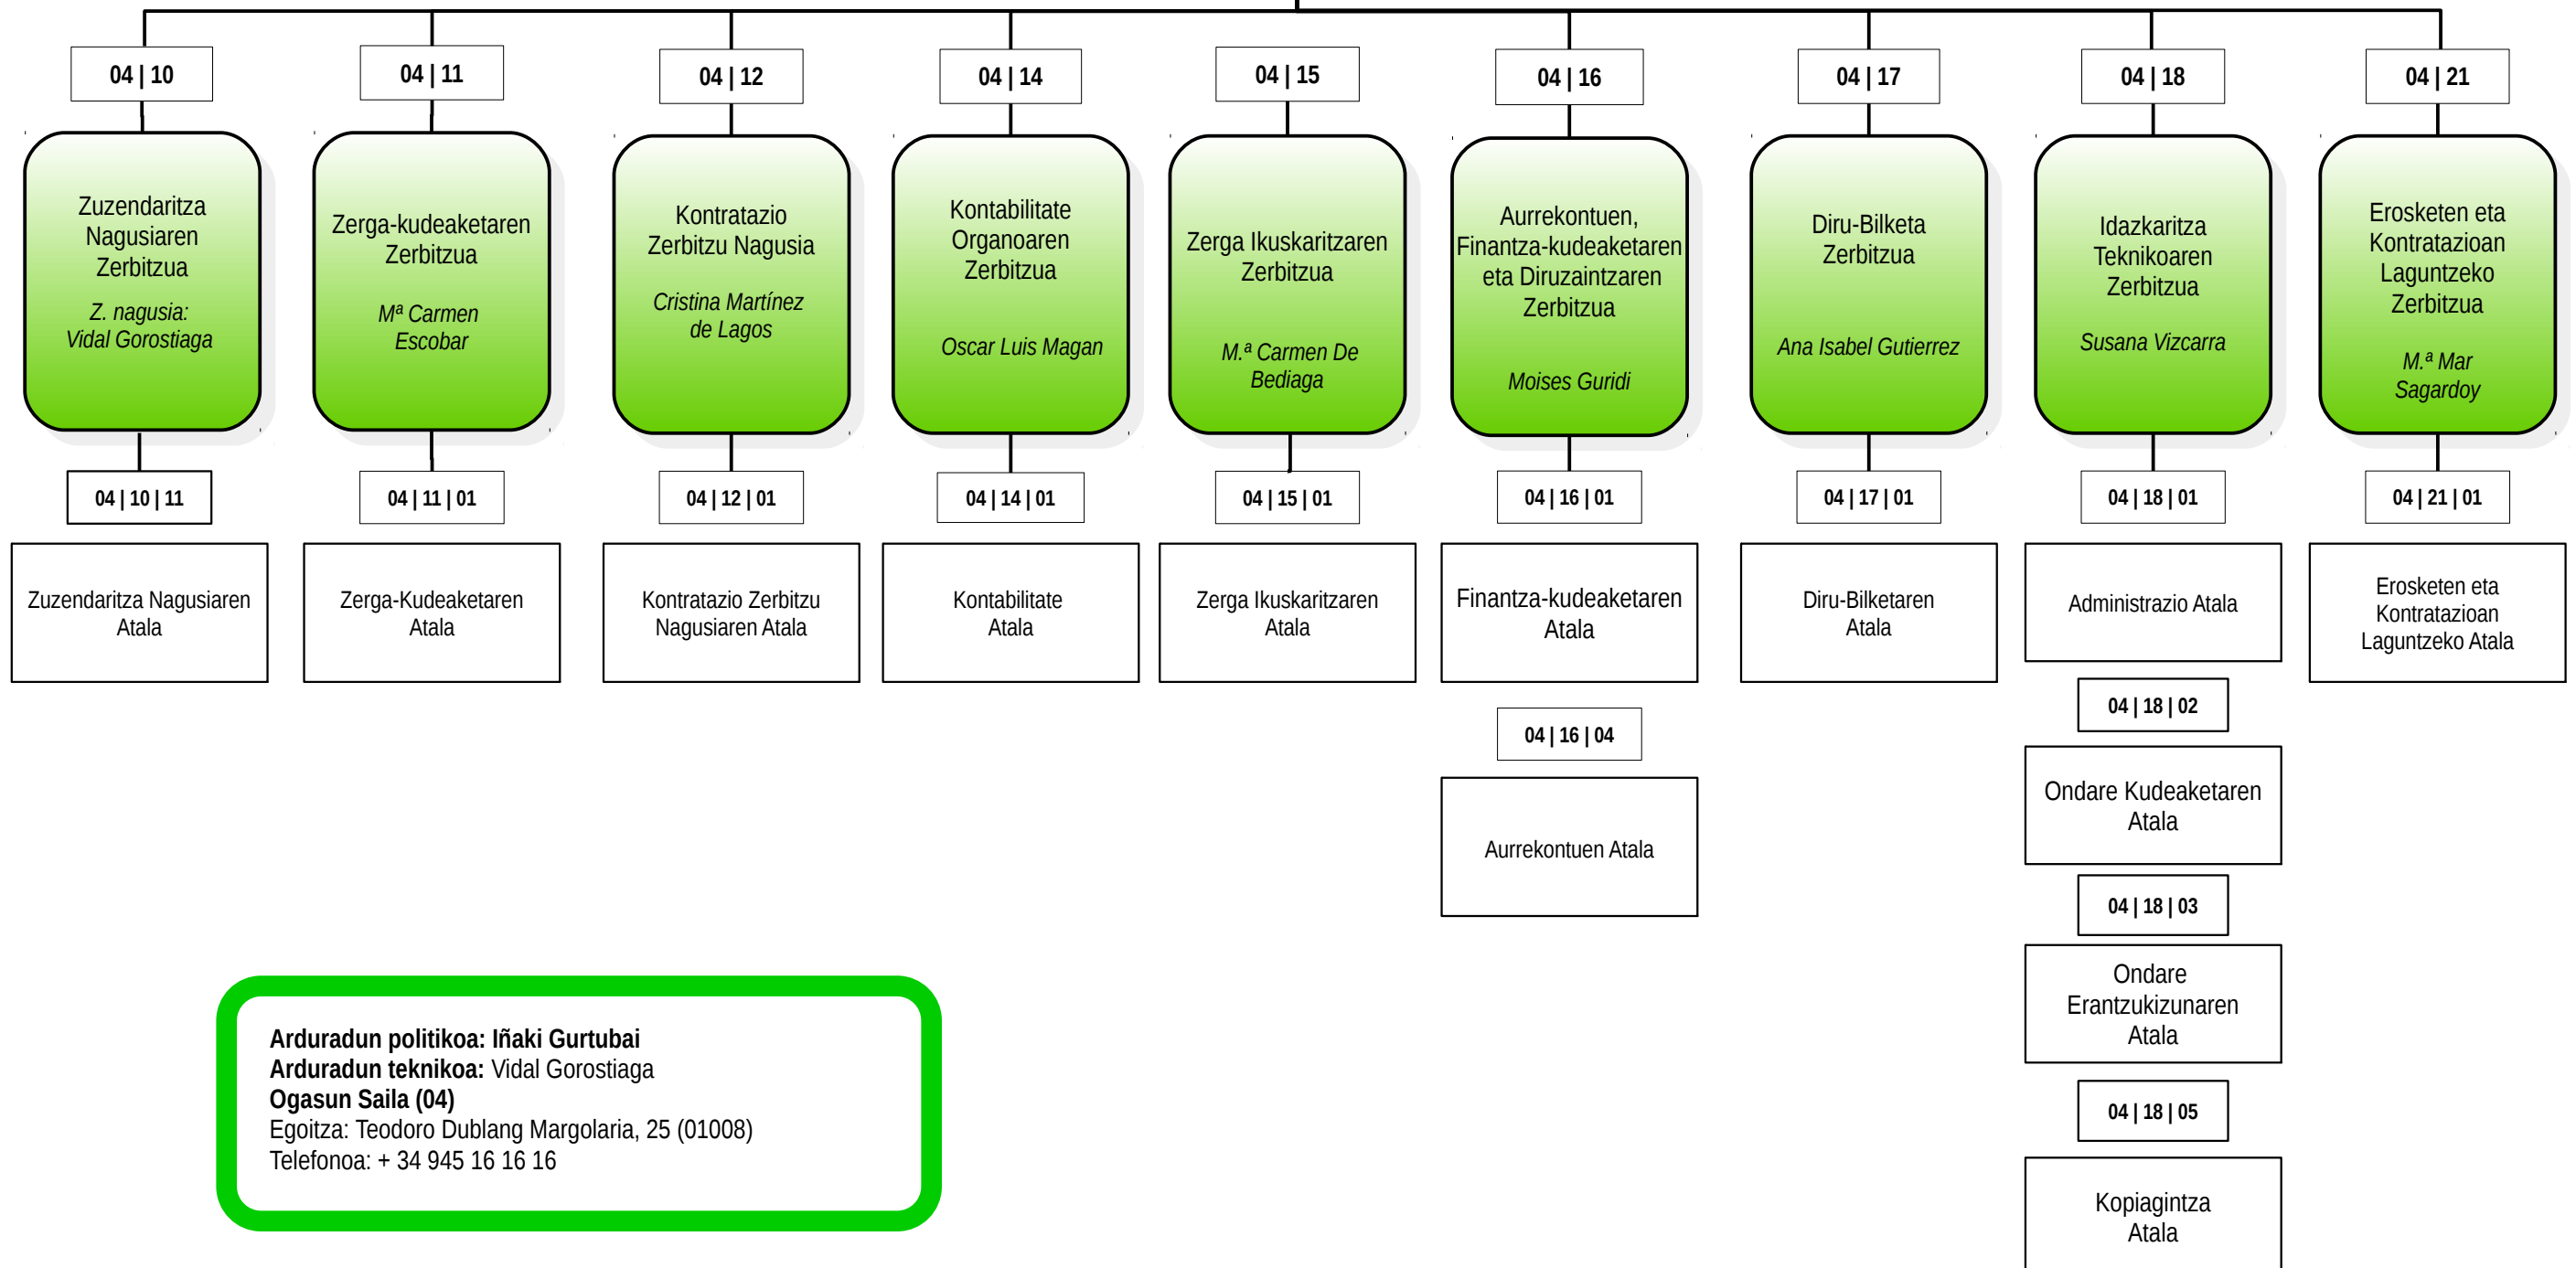 04 | 10
Zuzendaritza
Nagusiaren
Zerbitzua
Z. nagusia:
Vidal Gorostiaga
04 | 10 | 11
Zuzendaritza Nagusiaren
Atala
04 | 11
Zerga-kudeaketaren
Zerbitzua
Mª Carmen
Escobar
04 | 11 | 01
Zerga-Kudeaketaren
Atala
04 | 12
Kontratazio
Zerbitzu Nagusia
Cristina Martínez
de Lagos
04 | 12 | 01
Kontratazio Zerbitzu
Nagusiaren Atala
04 | 14
Kontabilitate
Organoaren
Zerbitzua
Oscar Luis Magan
04 | 14 | 01
Kontabilitate
Atala
04 | 15
Zerga Ikuskaritzaren
Zerbitzua
M.ª Carmen De
Bediaga
04 | 15 | 01
Zerga Ikuskaritzaren
Atala
04 | 16
Aurrekontuen,
Finantza-kudeaketaren
eta Diruzaintzaren
Zerbitzua
Moises Guridi
04 | 16 | 01
Finantza-kudeaketaren
Atala
04 | 16 | 04
Aurrekontuen Atala
04 | 17
Diru-Bilketa
Zerbitzua
Ana Isabel Gutierrez
04 | 17 | 01
Diru-Bilketaren
Atala
04 | 18
Idazkaritza
Teknikoaren
Zerbitzua
Susana Vizcarra
04 | 18 | 01
Administrazio Atala
04 | 18 | 02
Ondare Kudeaketaren
Atala
04 | 18 | 03
Ondare
Erantzukizunaren
Atala
04 | 18 | 05
Kopiagintza
Atala
04 | 21
Erosketen eta
Kontratazioan
Laguntzeko
Zerbitzua
M.ª Mar
Sagardoy
04 | 21 | 01
Erosketen eta
Kontratazioan
Laguntzeko Atala
Arduradun politikoa: Iñaki Gurtubai
Arduradun teknikoa: Vidal Gorostiaga
Ogasun Saila (04)
Egoitza: Teodoro Dublang Margolaria, 25 (01008)
Telefonoa: + 34 945 16 16 16